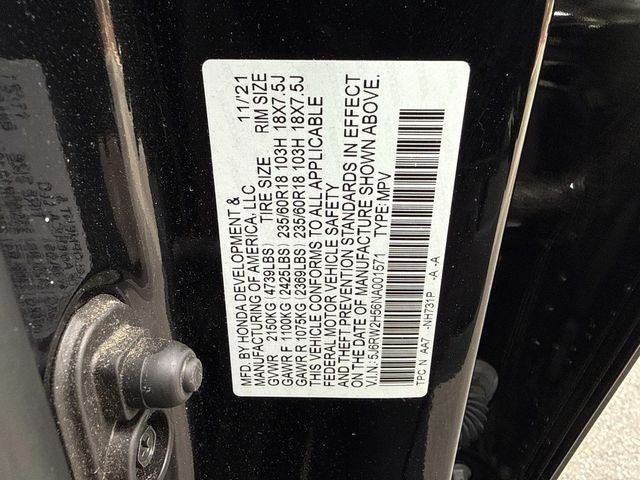 MFD. BY HONDA DEVELOPMENT & 11/21
MANUFACTURING OF AMERICA, LLC
GVWR 2150KG (4739LBS) TIRE SIZE RIM SIZE
GAWR F 1100KG (2425LBS) 235/60R18 103H 18X7.5J
GAWR R 1075KG (2369LBS) 235/60R18 103H 18X7.5J
THIS VEHICLE CONFORMS TO ALL APPLICABLE
FEDERAL MOTOR VEHICLE SAFETY
AND THEFT PREVENTION STANDARDS IN EFFECT
ON THE DATE OF MANUFACTURE SHOWN ABOVE.
V.I.N.: 5J6RW2H56NA001571 TYPE: MPV
TPC N AA7 -NH731P -A -A